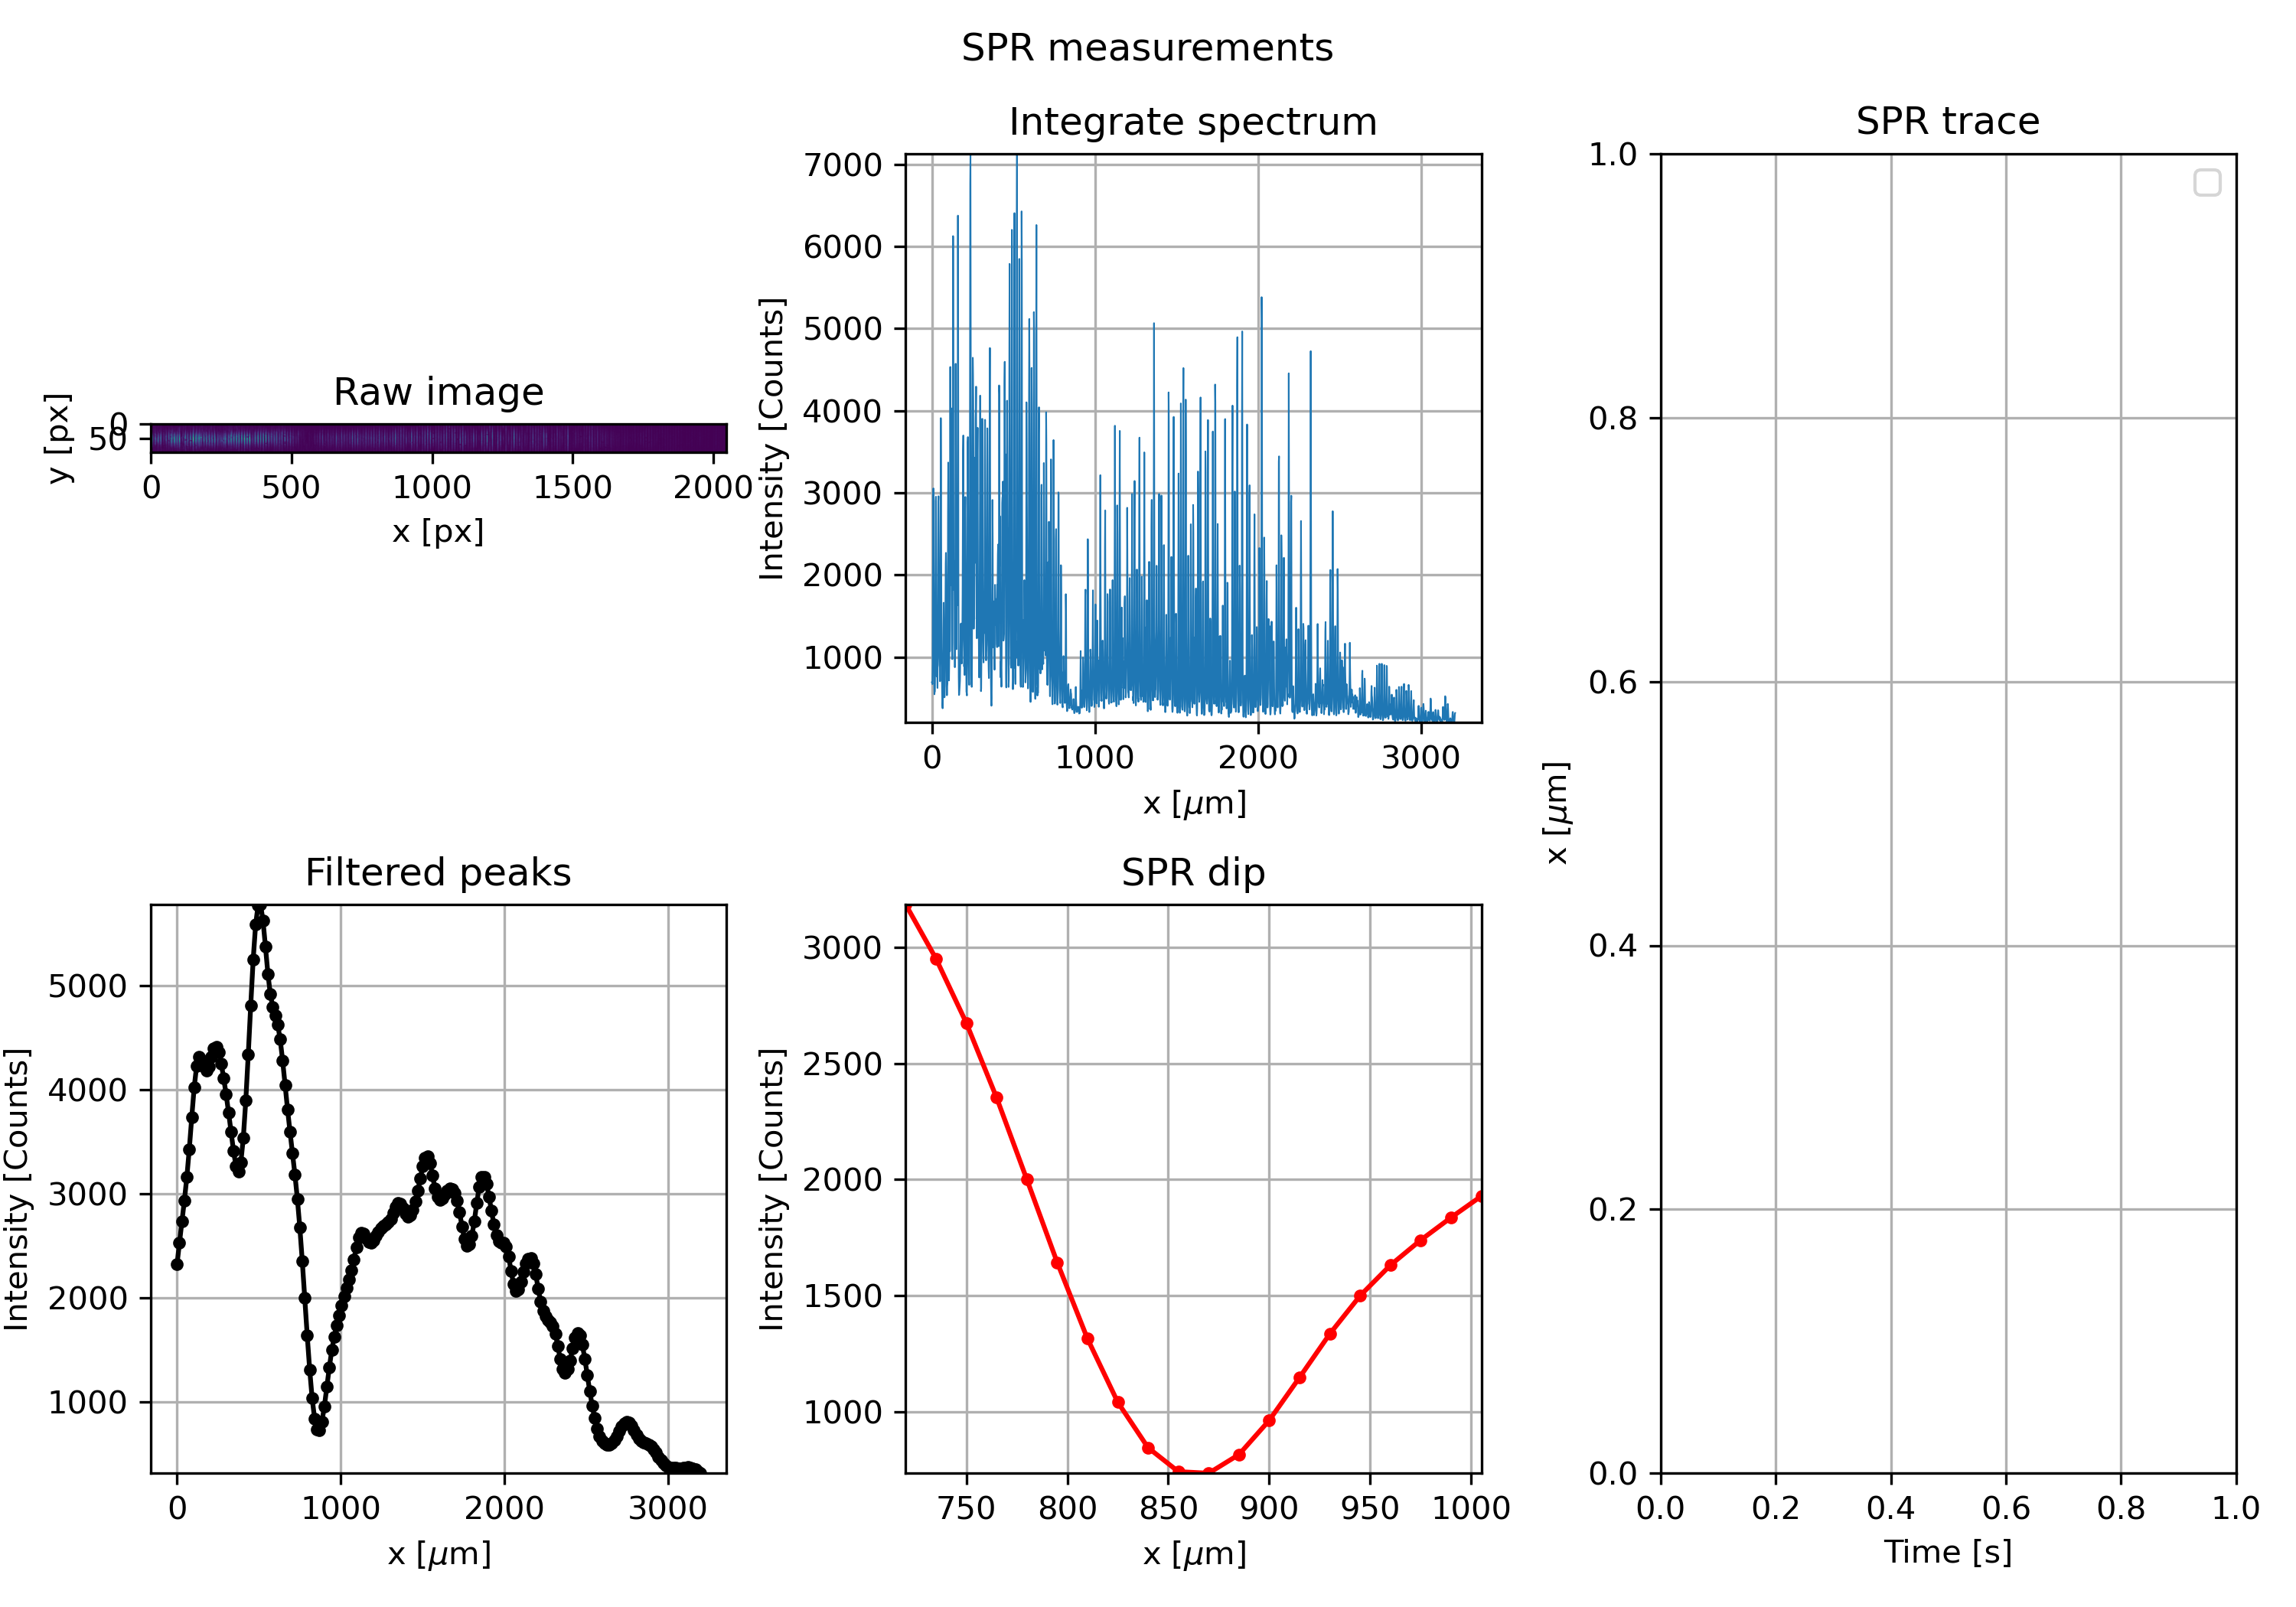 SPR measurements
Raw image
y [px]
0
50
0 500 1000 1500 2000
x [px]
Integrate spectrum
Intensity [Counts]
7000
6000
5000
4000
3000
2000
1000
0 1000 2000 3000
x [μm]
Filtered peaks
Intensity [Counts]
5000
4000
3000
2000
1000
0 1000 2000 3000
x [μm]
SPR dip
Intensity [Counts]
3000
2500
2000
1500
1000
750 800 850 900 950 1000
x [μm]
SPR trace
x [μm]
1.0
0.8
0.6
0.4
0.2
0.0
0.0 0.2 0.4 0.6 0.8 1.0
Time [s]